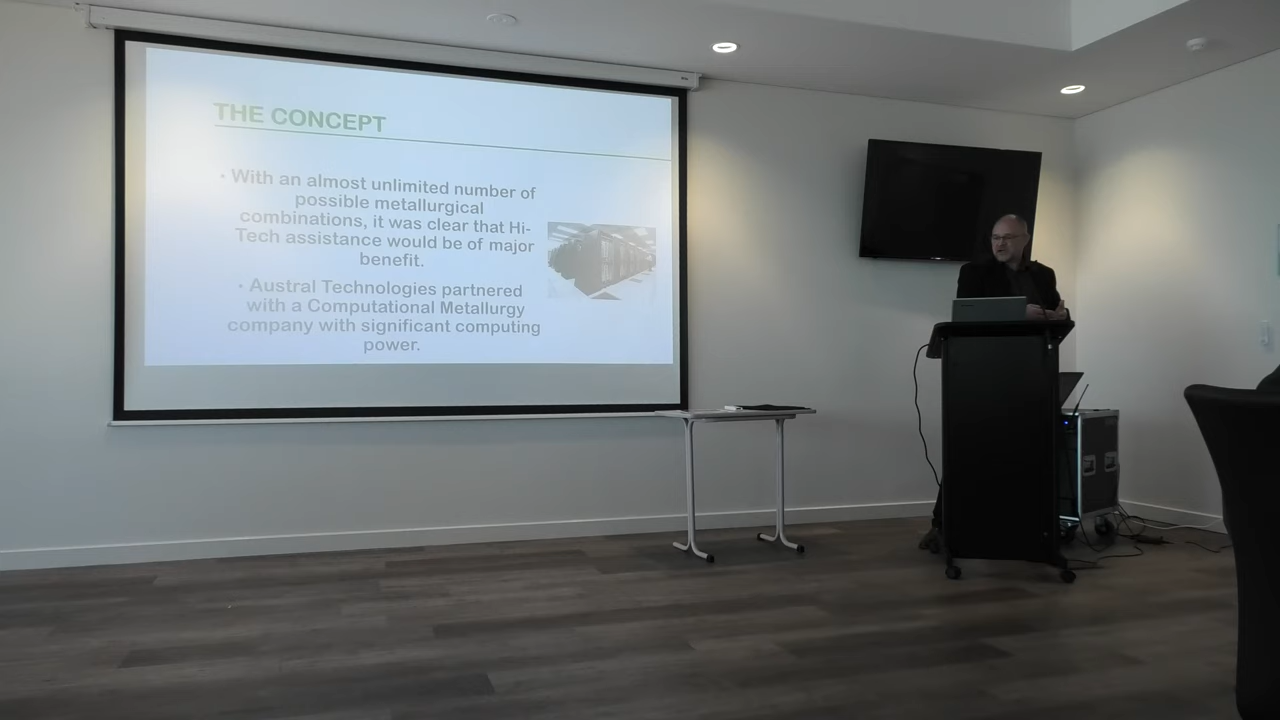 THE CONCEPT
• With an almost unlimited number of
possible metallurgical
combinations, it was clear that Hi-
Tech assistance would be of major
benefit.
• Austral Technologies partnered
with a Computational Metallurgy
company with significant computing
power.